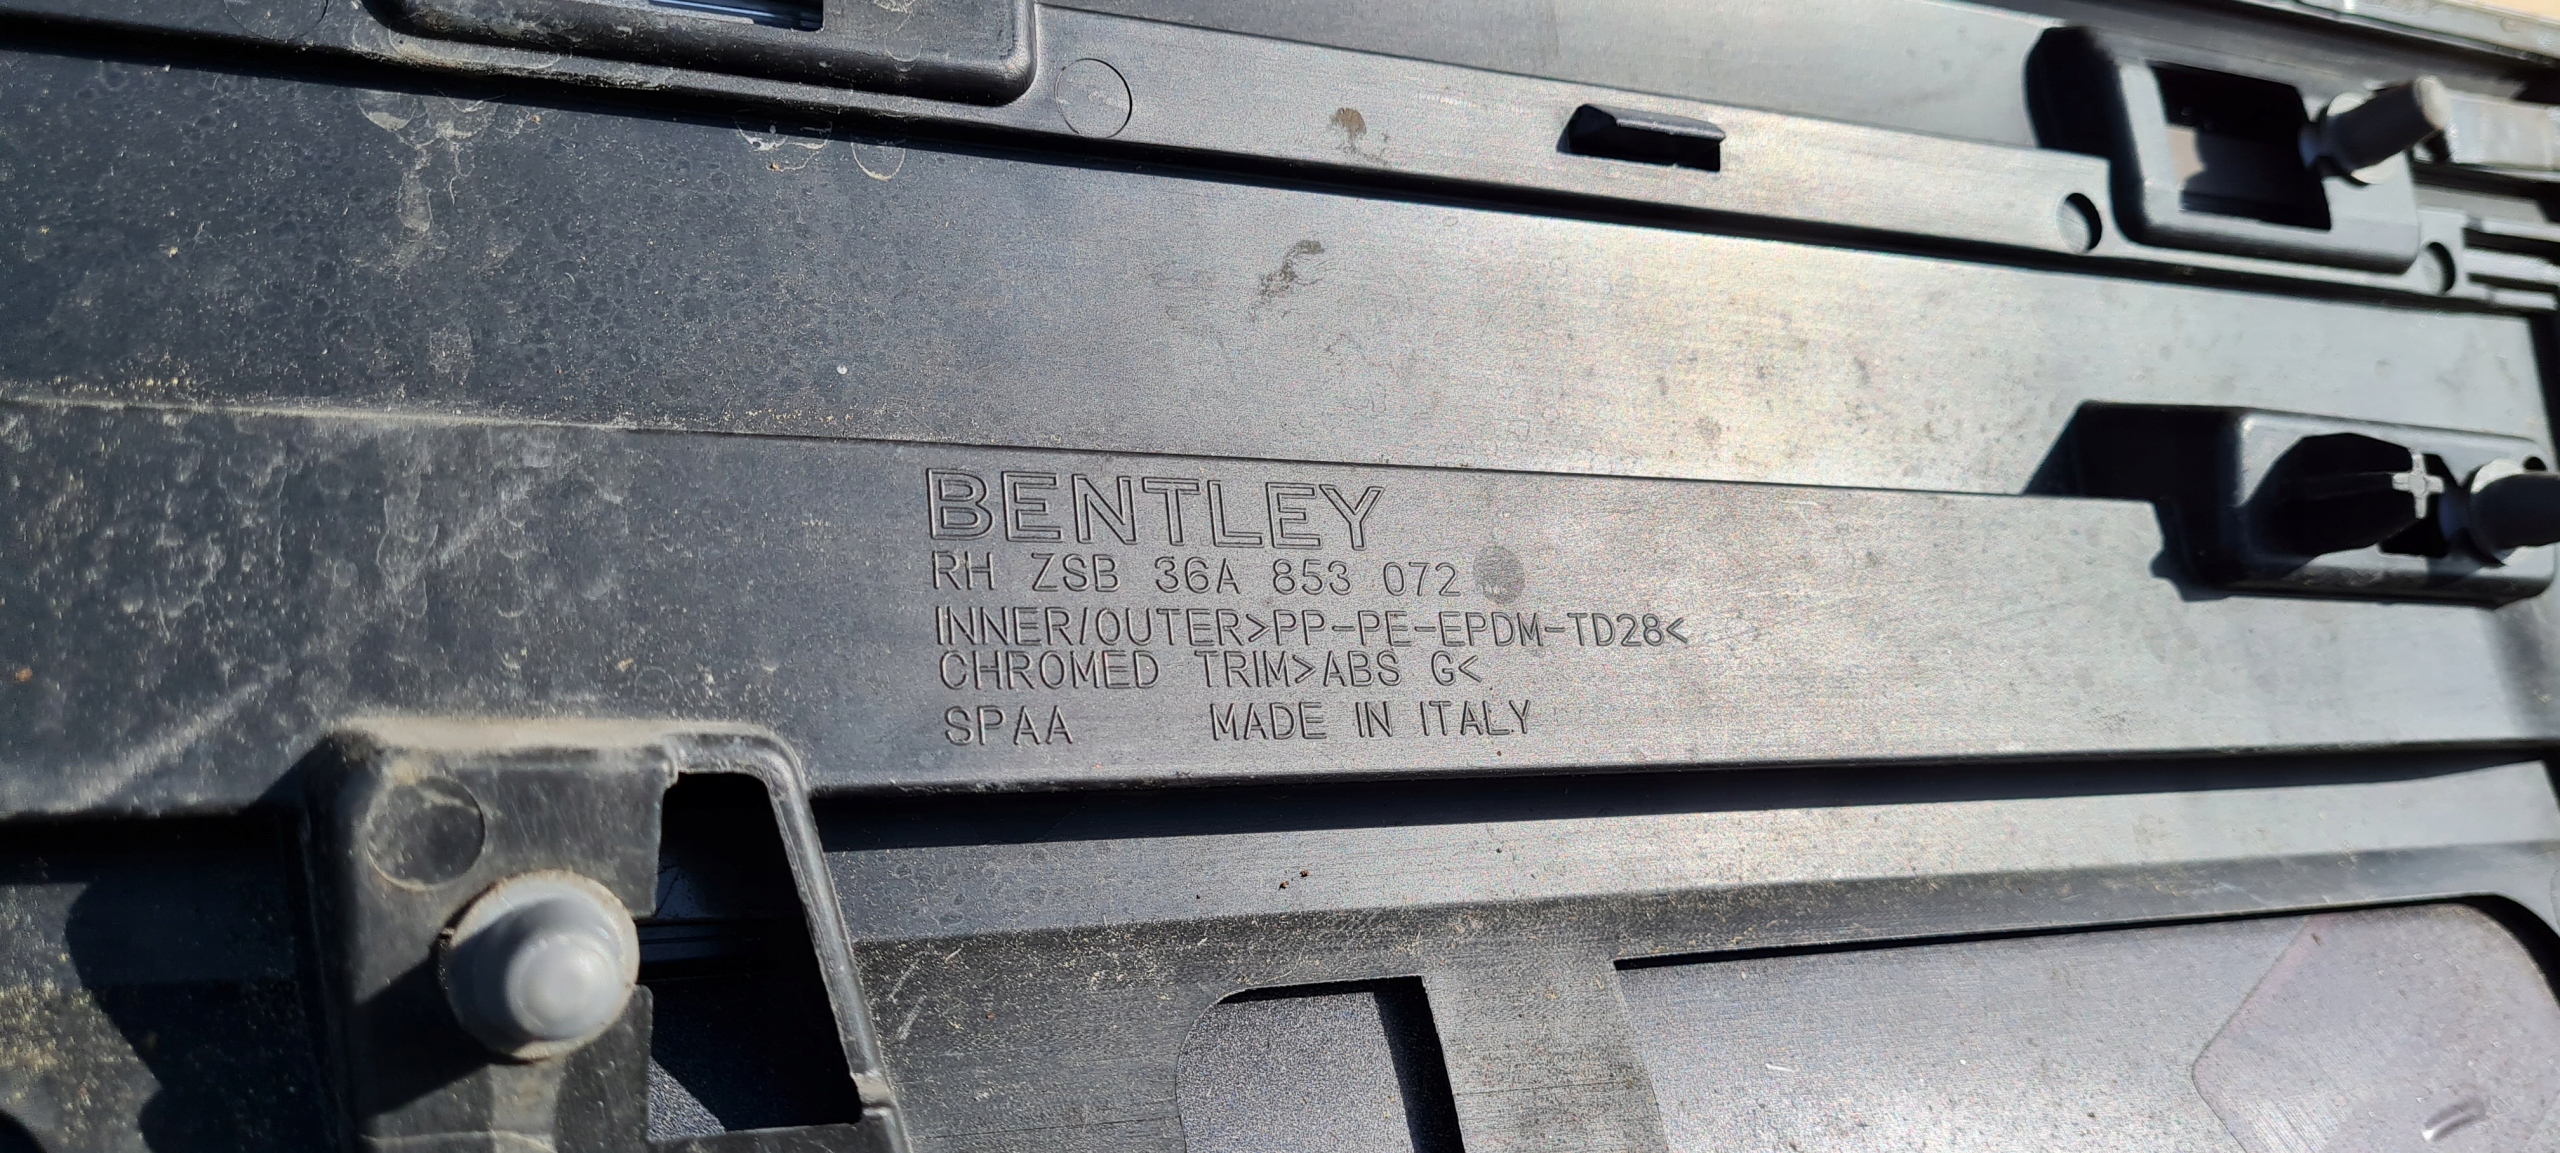 BENTLEY
RH ZSB 36A 853 072
INNER/OUTER>PP-PE-EPDM-TD28<
CHROMED TRIM>ABS G<
SPAA MADE IN ITALY